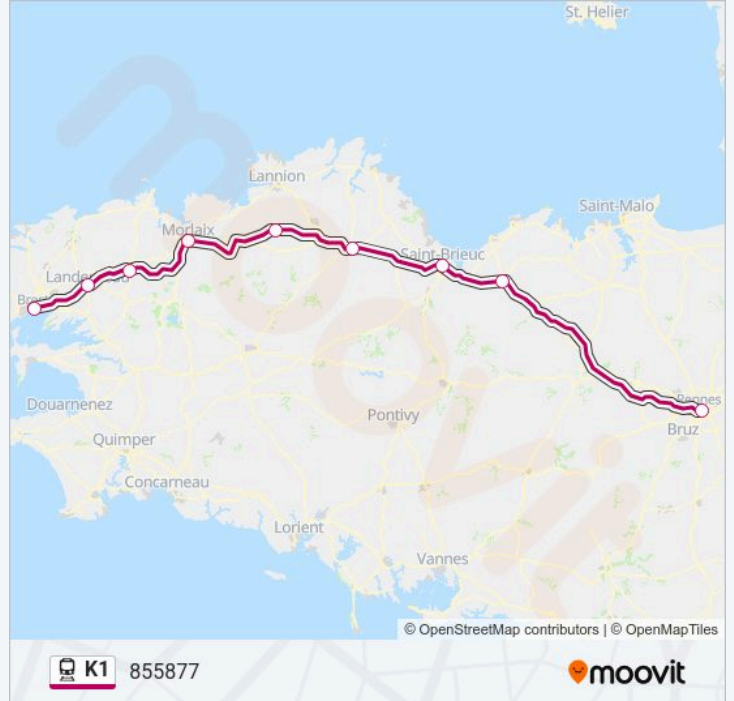 St. Helier
Lannion
Saint-Malo
Morlaix
Saint-Brieuc
Rennes
Douarnenez
Pontivy
Bruz
Quimper
Concarneau
Lorient
Vannes
© OpenStreetMap contributors | © OpenMapTiles
K1 855877 moovit